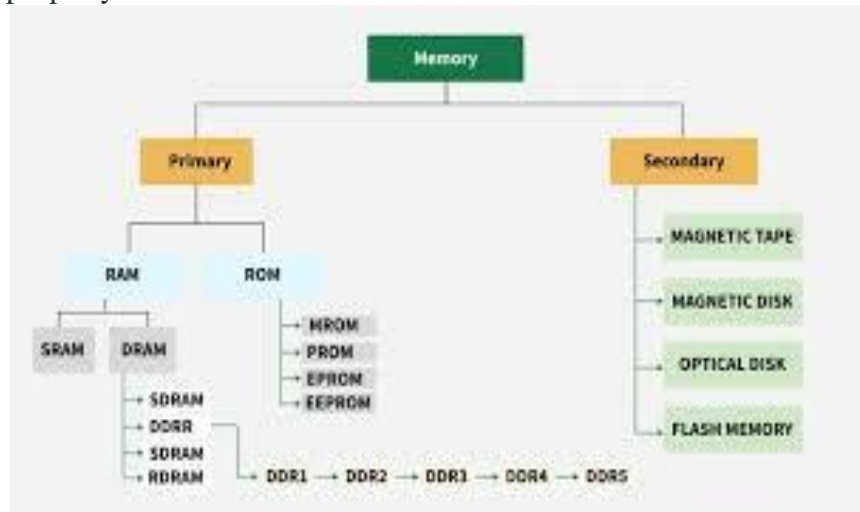 Memory
Primary
Secondary
RAM
ROM
SRAM
DRAM
MROM
PROM
EPROM
EEPROM
SDRAM
DDRR
SDRAM
RDRAM
DDR1
DDR2
DDR3
DDR4
DDR5
MAGNETIC TAPE
MAGNETIC DISK
OPTICAL DISK
FLASH MEMORY